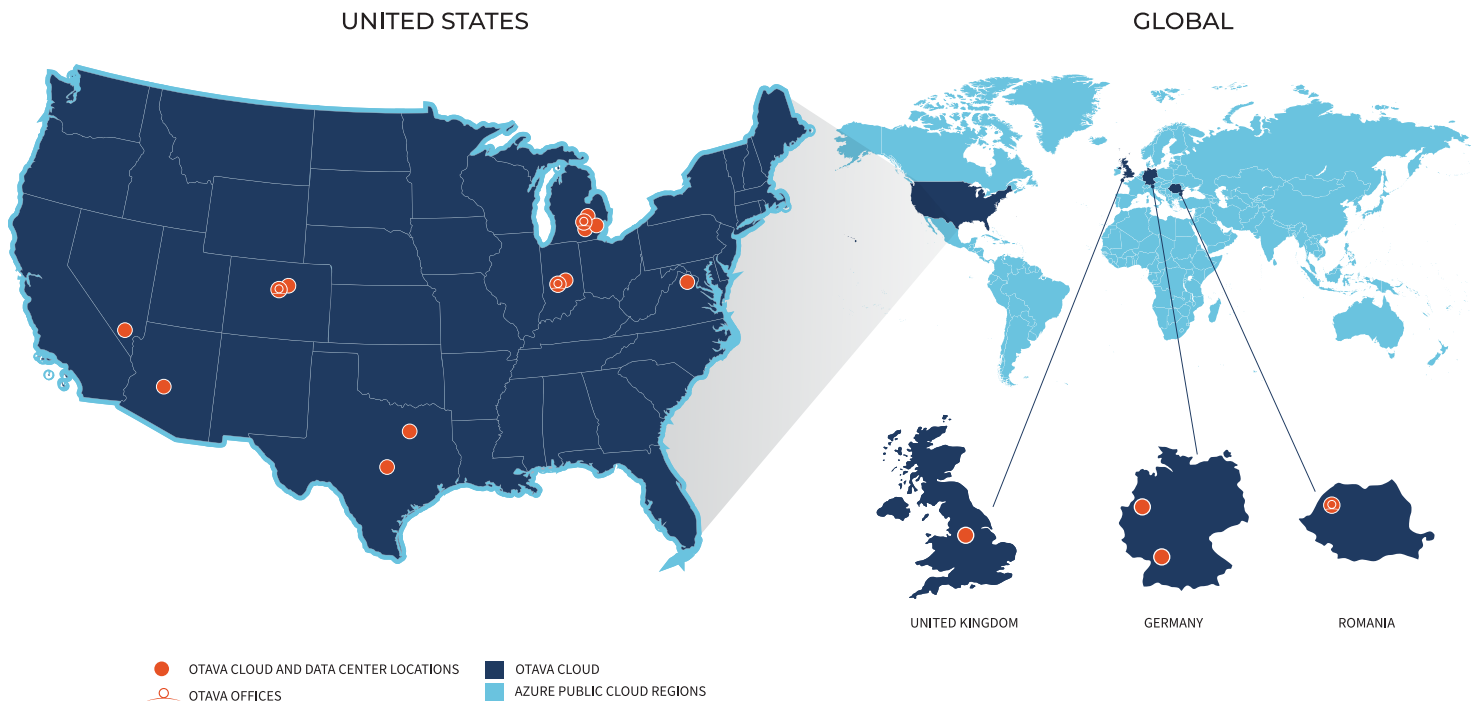 UNITED STATES
GLOBAL
UNITED KINGDOM
GERMANY
ROMANIA
OTAVA CLOUD AND DATA CENTER LOCATIONS
OTAVA OFFICES
OTAVA CLOUD
AZURE PUBLIC CLOUD REGIONS